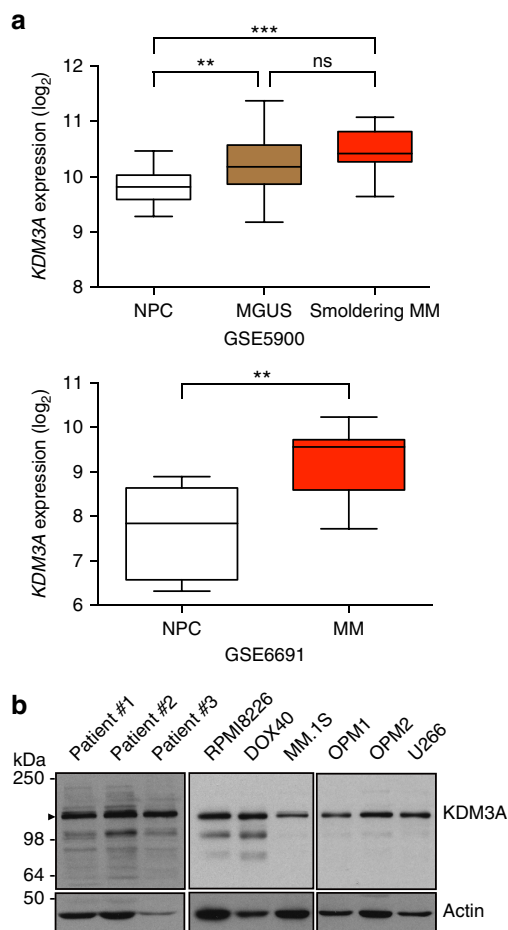 a
***
**
ns
12
11
10
9
8
KDM3A expression (log2)
NPC
MGUS
Smoldering MM
GSE5900
**
11
10
9
8
7
6
KDM3A expression (log2)
NPC
MM
GSE6691
b
Patient #1
Patient #2
Patient #3
RPMI8226
DOX40
MM.1S
OPM1
OPM2
U266
kDa
250
98
64
50
KDM3A
Actin